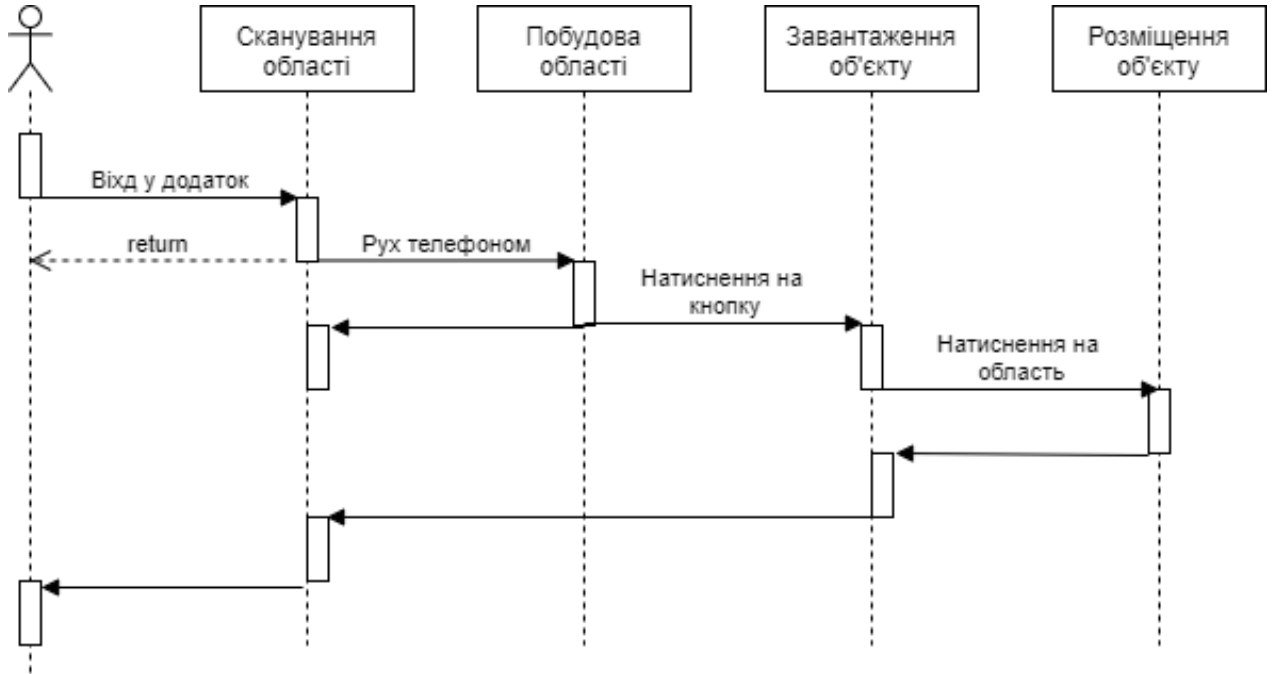 Сканування
області
Побудова
області
Завантаження
об'єкту
Розміщення
об'єкту
Віхд у додаток
return
Рух телефоном
Натиснення на
кнопку
Натиснення на
область